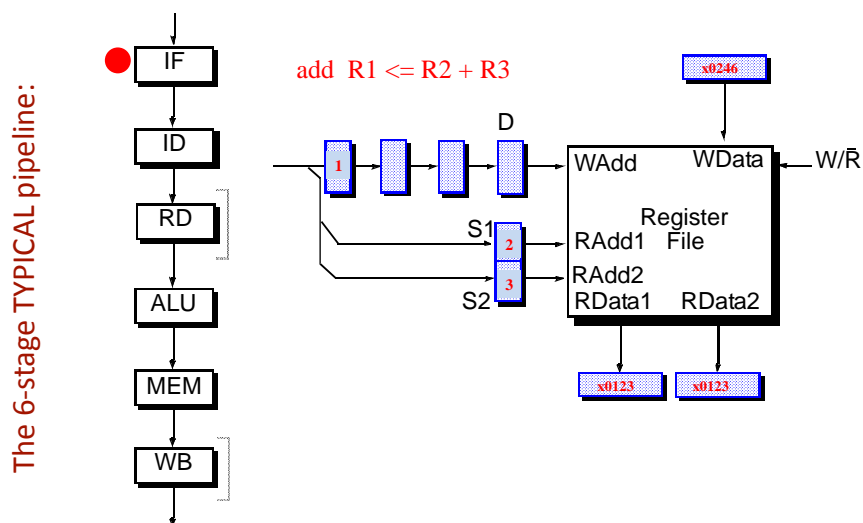 The 6-stage TYPICAL pipeline:
IF
ID
RD
ALU
MEM
WB
add R1 <= R2 + R3
x0246
D
1
WAdd
WData
W/R̄
S1
2
RAdd1
Register
File
3
RAdd2
S2
RData1
RData2
x0123
x0123